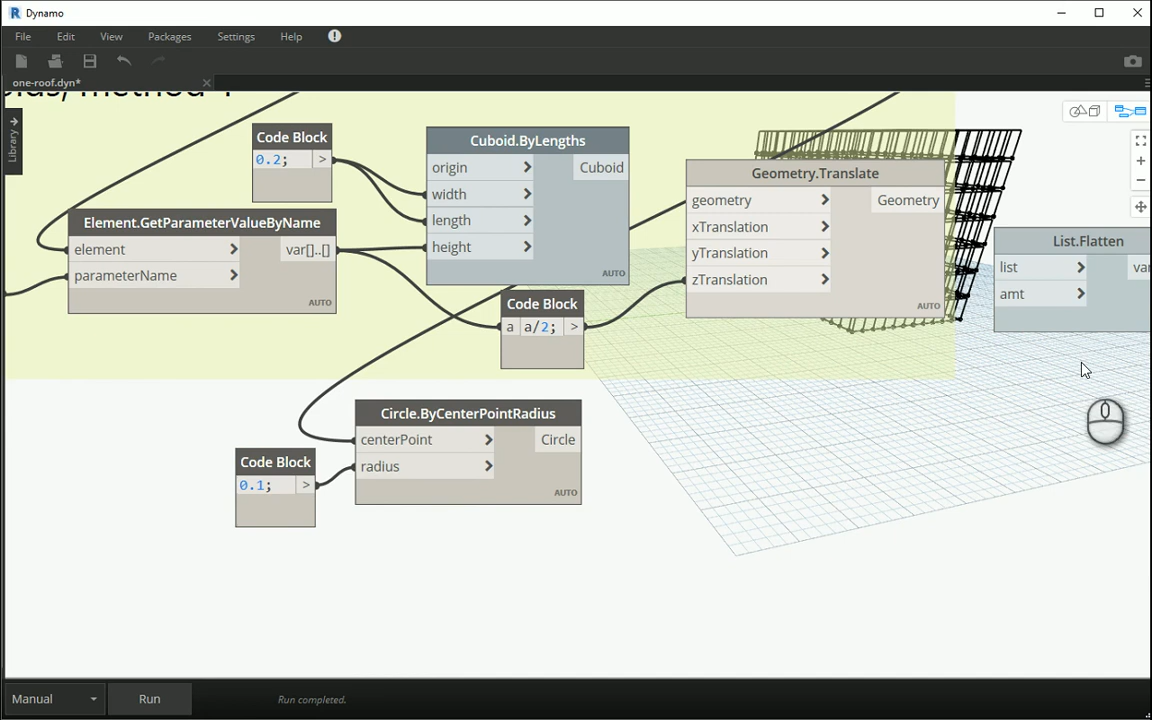 Dynamo
File Edit View Packages Settings Help
one-roof.dyn*
Library
Code Block
0.2; >
Cuboid.ByLengths
origin > Cuboid
width >
length >
height >
AUTO
Geometry.Translate
geometry > Geometry
xTranslation >
yTranslation >
zTranslation >
AUTO
Element.GetParameterValueByName
element > var[]..[]
parameterName >
AUTO
List.Flatten
list > var
amt >
Code Block
a a/2; >
Circle.ByCenterPointRadius
centerPoint > Circle
radius >
AUTO
Code Block
0.1; >
Manual Run Run completed.